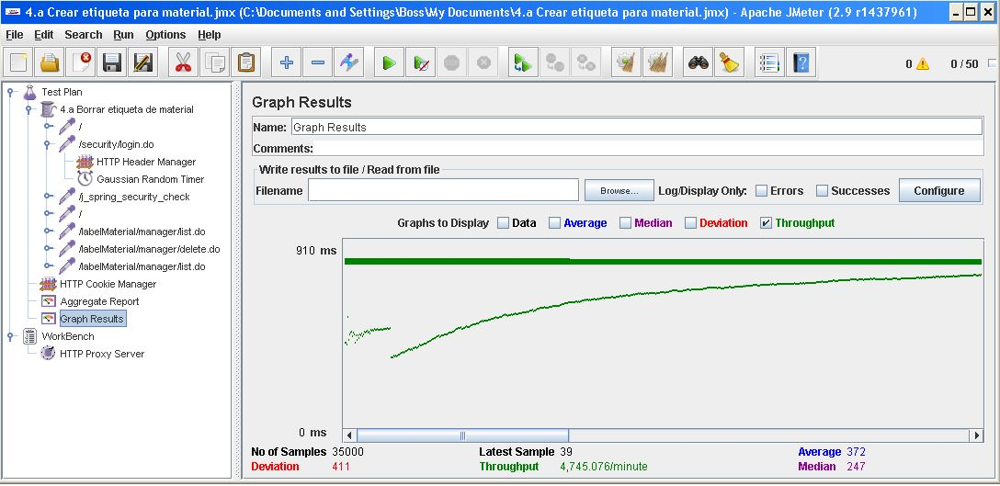 4.a Crear etiqueta para material.jmx (C:\Documents and Settings\Boss\My Documents\4.a Crear etiqueta para material.jmx) - Apache JMeter (2.9 r1437961)
File Edit Search Run Options Help
0 0 / 50
Test Plan
4.a Borrar etiqueta de material
/
/security/login.do
HTTP Header Manager
Gaussian Random Timer
/j_spring_security_check
/
/labelMaterial/manager/list.do
/labelMaterial/manager/delete.do
/labelMaterial/manager/list.do
HTTP Cookie Manager
Aggregate Report
Graph Results
WorkBench
HTTP Proxy Server
Graph Results
Name: Graph Results
Comments:
Write results to file / Read from file
Filename Browse... Log/Display Only: Errors Successes Configure
Graphs to Display Data Average Median Deviation Throughput
910 ms
0 ms
No of Samples 35000 Latest Sample 39 Average 372
Deviation 411 Throughput 4,745.076/minute Median 247